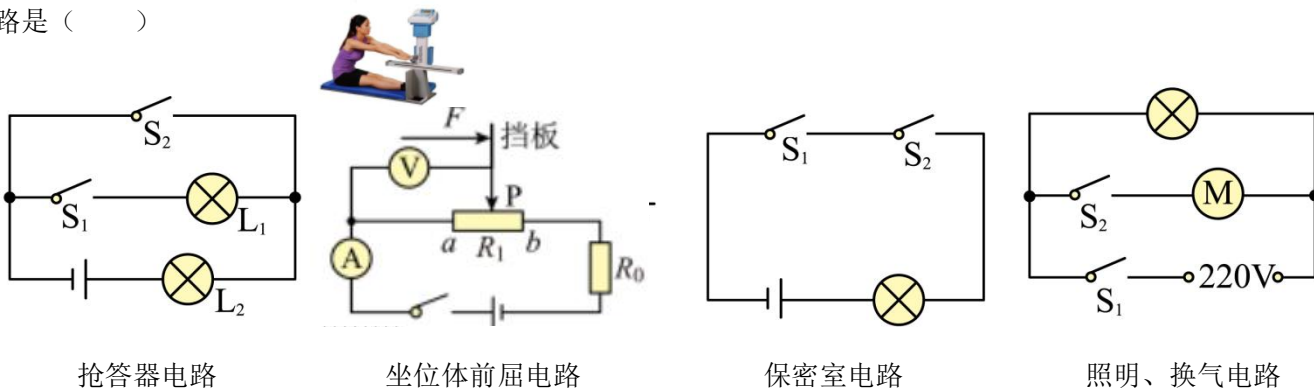 路是（ ）
S₂
S₁
L₁
L₂
F
挡板
V
P
a R₁ b
A
R₀
S₁
S₂
M
S₂
220V
S₁
抢答器电路 坐位体前屈电路 保密室电路 照明、换气电路